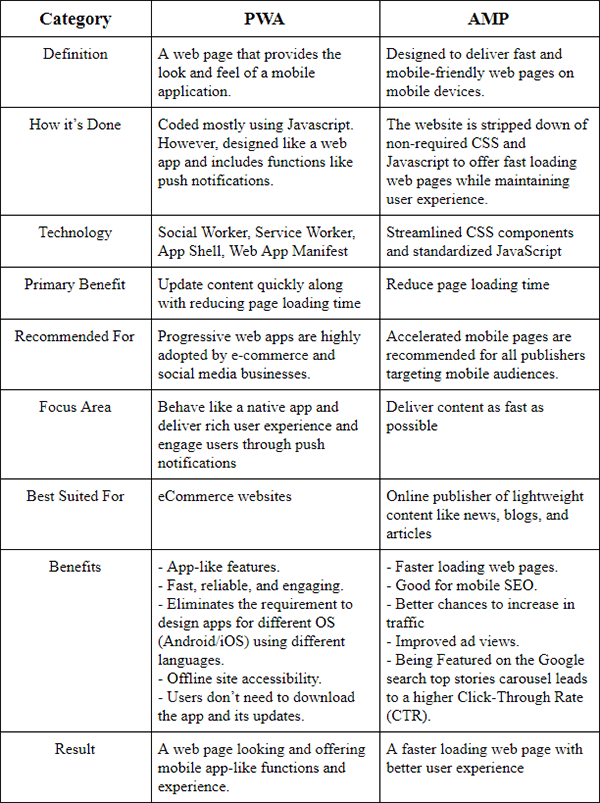 Category PWA AMP
Definition
A web page that provides the
look and feel of a mobile
application.
Designed to deliver fast and
mobile-friendly web pages on
mobile devices.
How it’s Done
Coded mostly using Javascript.
However, designed like a web
app and includes functions like
push notifications.
The website is stripped down of
non-required CSS and
Javascript to offer fast loading
web pages while maintaining
user experience.
Technology
Social Worker, Service Worker,
App Shell, Web App Manifest
Streamlined CSS components
and standardized JavaScript
Primary Benefit
Update content quickly along
with reducing page loading time
Reduce page loading time
Recommended For
Progressive web apps are highly
adopted by e-commerce and
social media businesses.
Accelerated mobile pages are
recommended for all publishers
targeting mobile audiences.
Focus Area
Behave like a native app and
deliver rich user experience and
engage users through push
notifications
Deliver content as fast as
possible
Best Suited For
eCommerce websites
Online publisher of lightweight
content like news, blogs, and
articles
Benefits
- App-like features.
- Fast, reliable, and engaging.
- Eliminates the requirement to
design apps for different OS
(Android/iOS) using different
languages.
- Offline site accessibility.
- Users don’t need to download
the app and its updates.
- Faster loading web pages.
- Good for mobile SEO.
- Better chances to increase in
traffic
- Improved ad views.
- Being Featured on the Google
search top stories carousel leads
to a higher Click-Through Rate
(CTR).
Result
A web page looking and offering
mobile app-like functions and
experience.
A faster loading web page with
better user experience